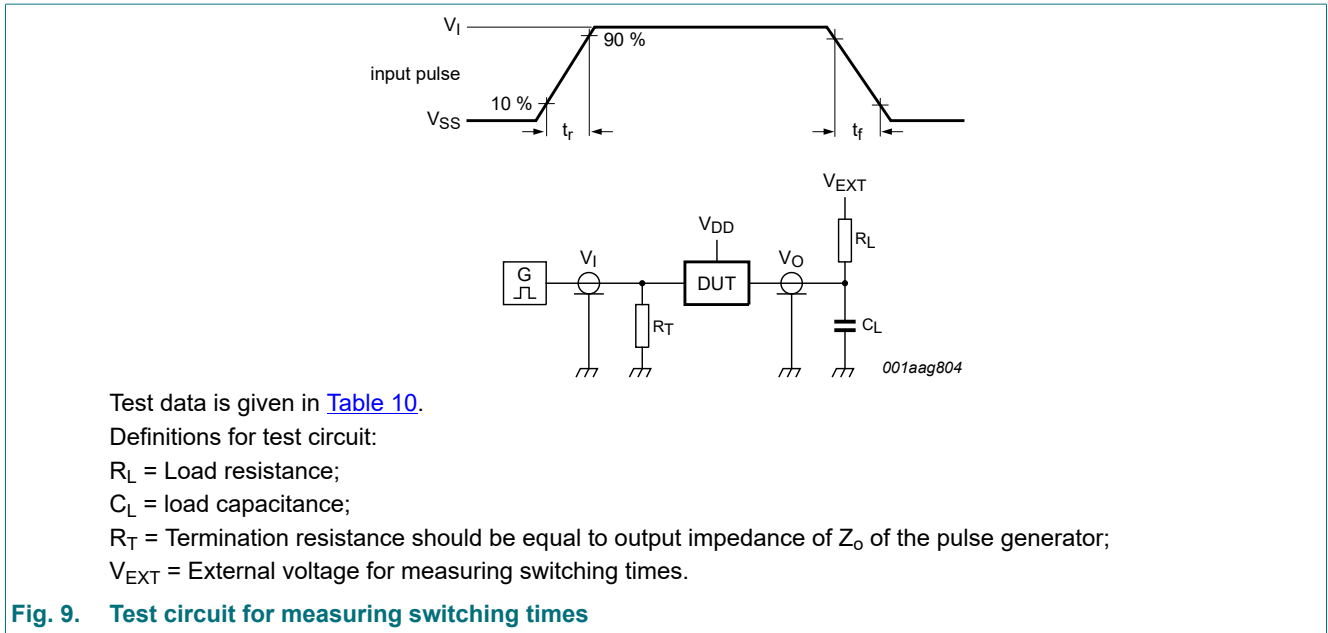 VI
90 %
input pulse
10 %
VSS
tr
tf
VEXT
VDD
RL
VI
VO
G
DUT
RT
CL
001aag804
Test data is given in Table 10.
Definitions for test circuit:
RL = Load resistance;
CL = load capacitance;
RT = Termination resistance should be equal to output impedance of Zo of the pulse generator;
VEXT = External voltage for measuring switching times.
Fig. 9. Test circuit for measuring switching times